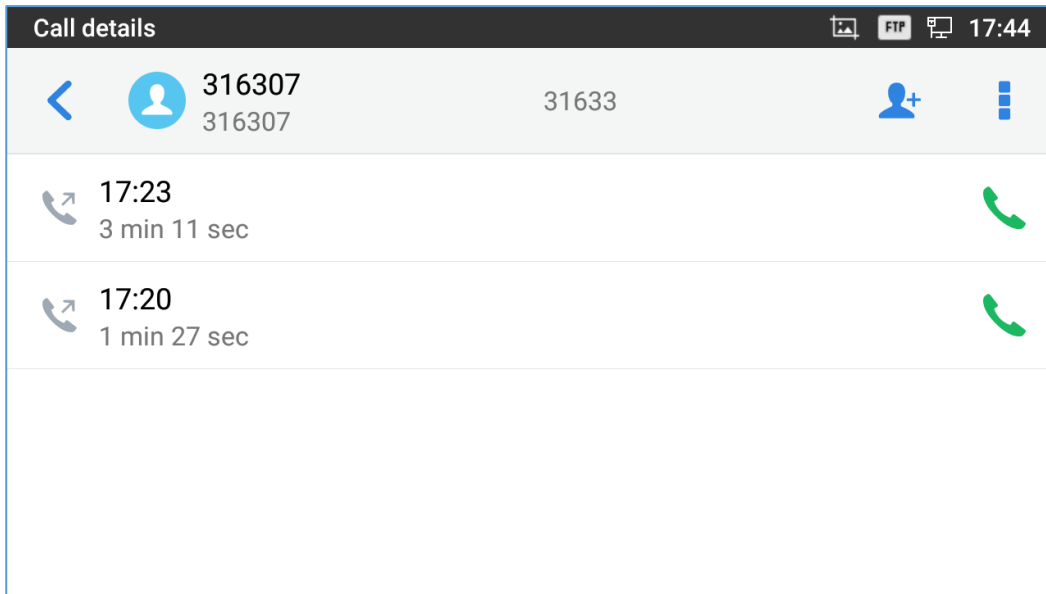 Call details FTP 17:44
316307
316307
31633
17:23
3 min 11 sec
17:20
1 min 27 sec